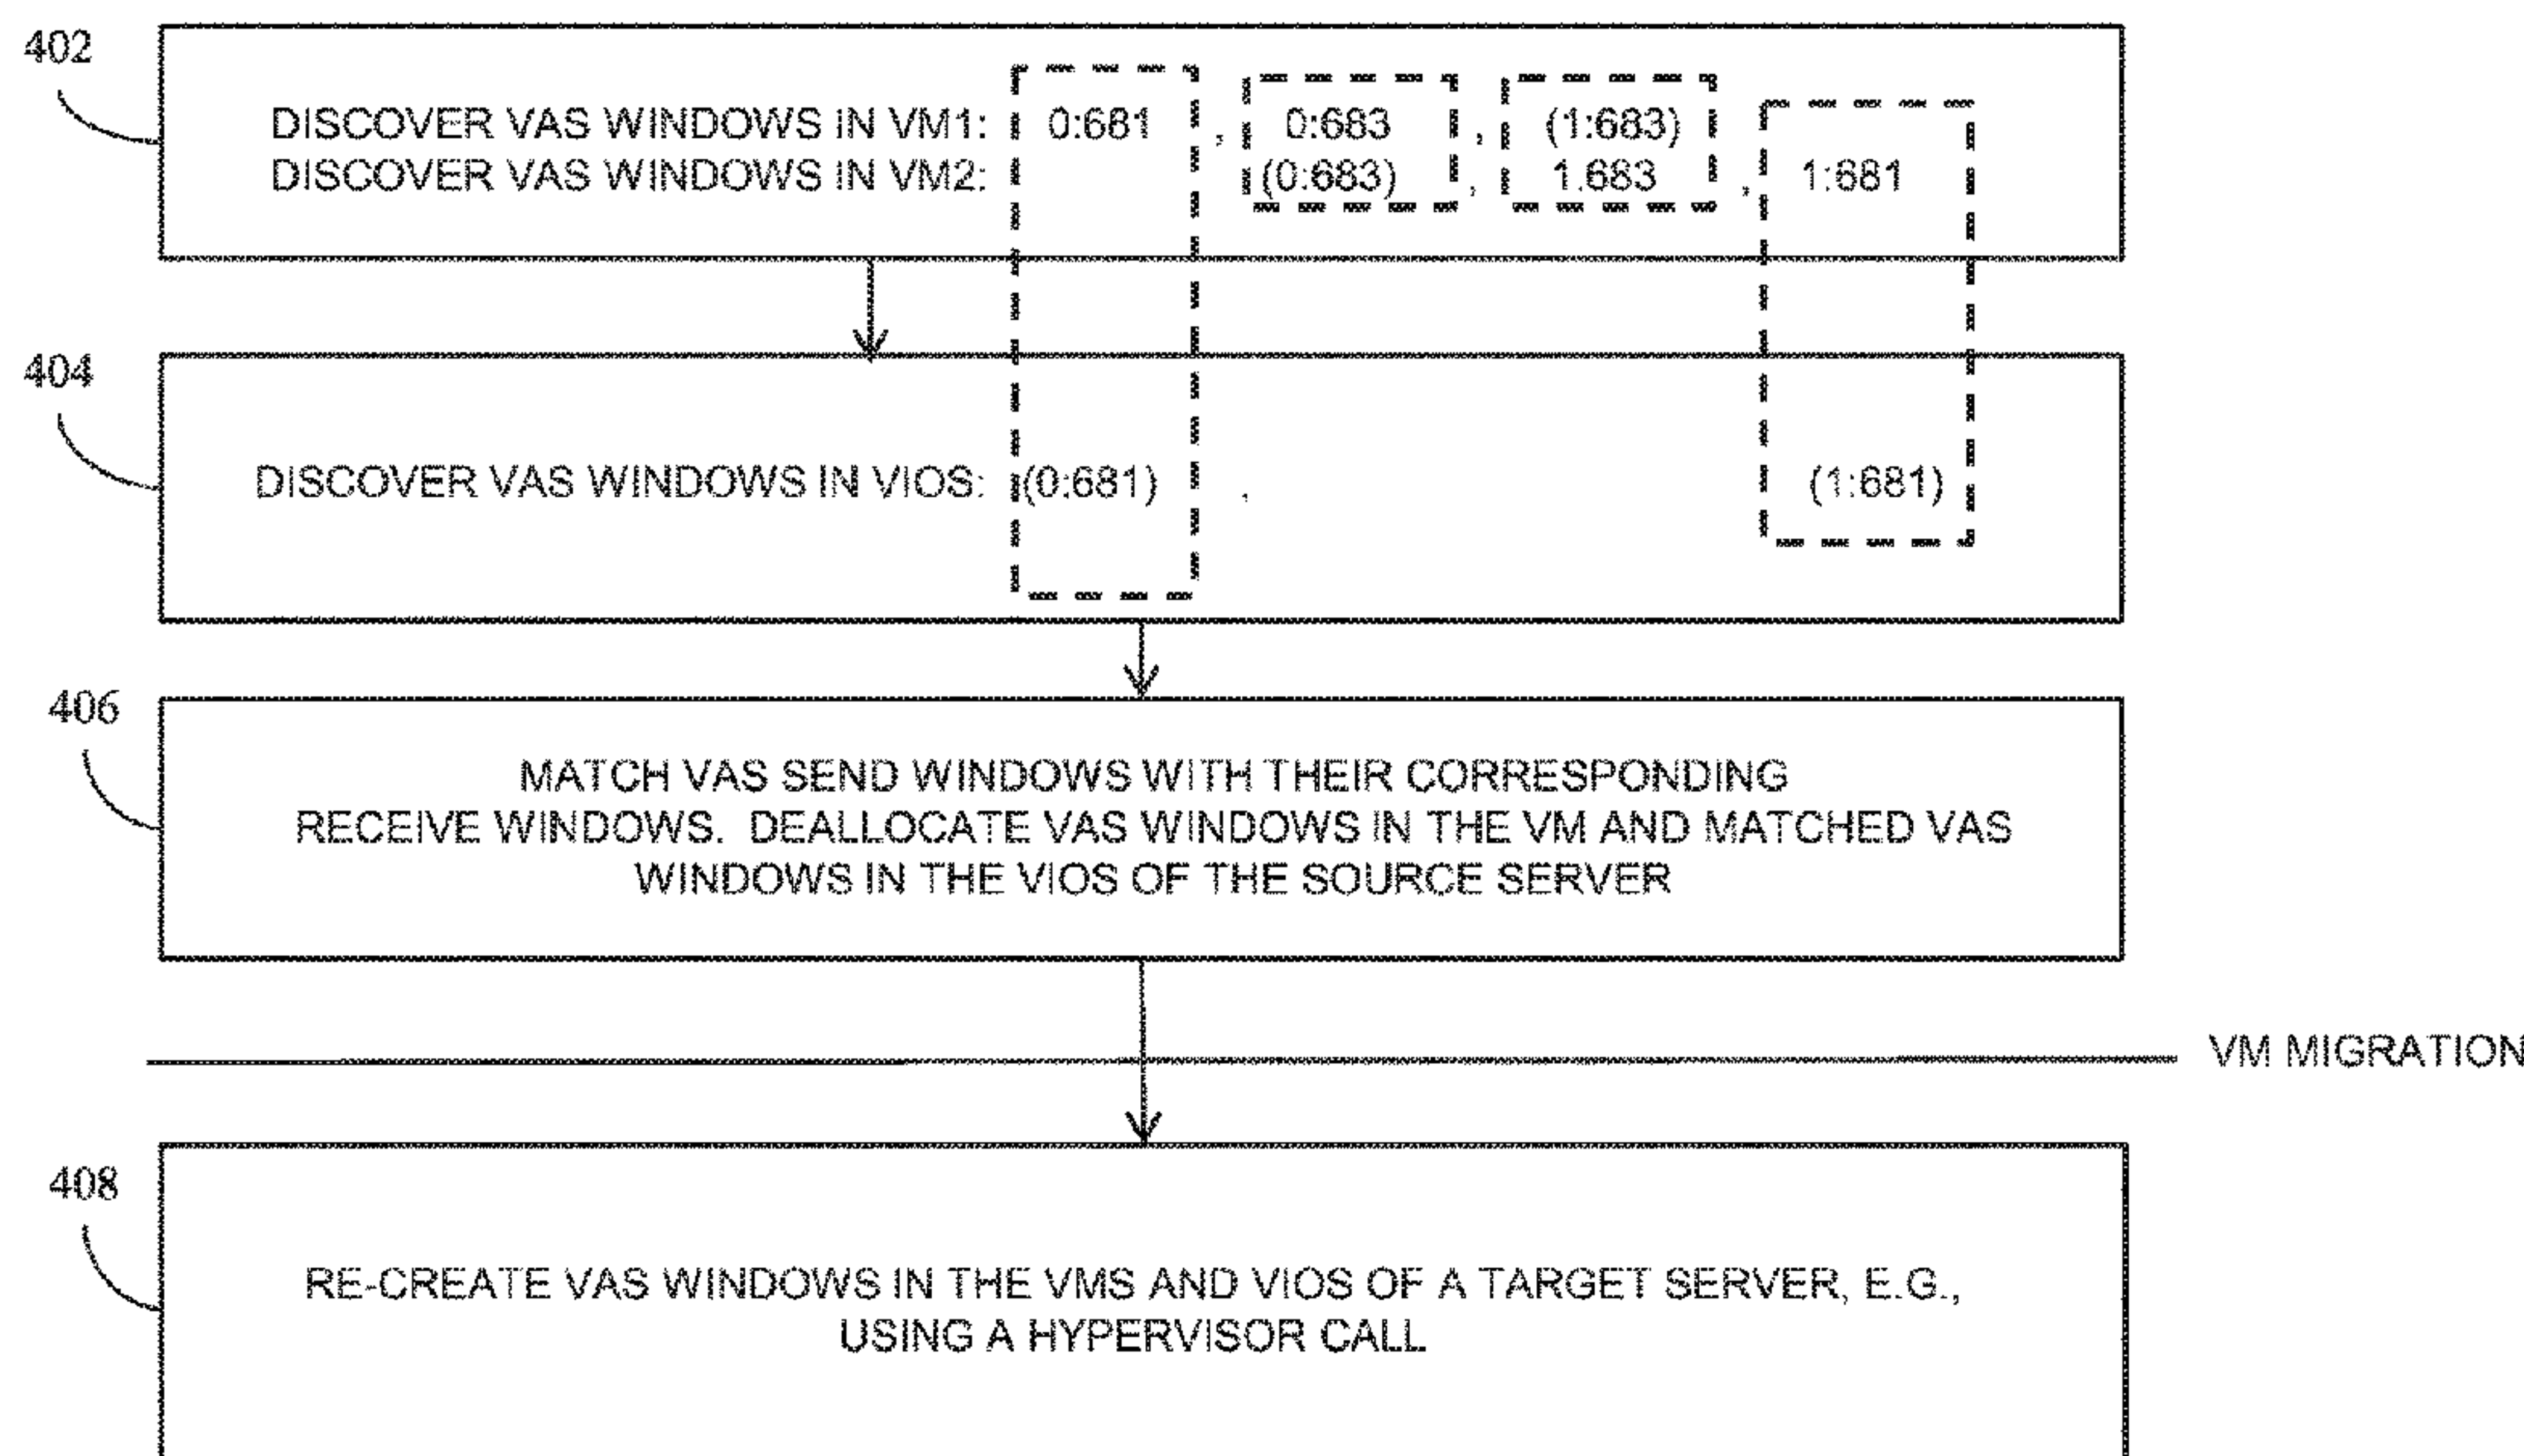 402
DISCOVER VAS WINDOWS IN VM1: 0:681 , 0:683 , (1:683)
DISCOVER VAS WINDOWS IN VM2: (0:683) , 1.683 , 1:681
404
DISCOVER VAS WINDOWS IN VIOS: (0:681) , (1:681)
406
MATCH VAS SEND WINDOWS WITH THEIR CORRESPONDING
RECEIVE WINDOWS. DEALLOCATE VAS WINDOWS IN THE VM AND MATCHED VAS
WINDOWS IN THE VIOS OF THE SOURCE SERVER
VM MIGRATION
408
RE-CREATE VAS WINDOWS IN THE VMS AND VIOS OF A TARGET SERVER, E.G.,
USING A HYPERVISOR CALL